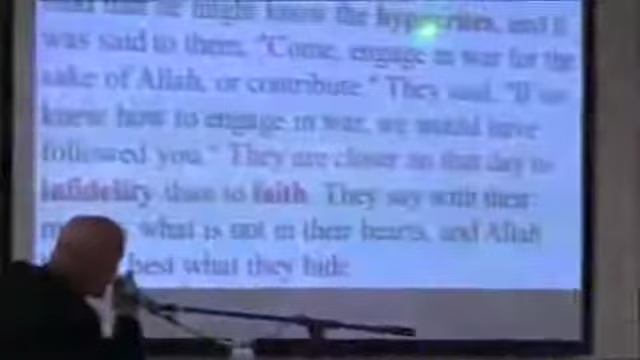 that he might know the hypocrites, and it
was said to them, "Come, engage in war for the
sake of Allah, or contribute." They said, "If we
knew how to engage in war, we would have
followed you." They are closer on that day to
infidelity than to faith. They say with their
what is not in their hearts, and Allah
best what they hide